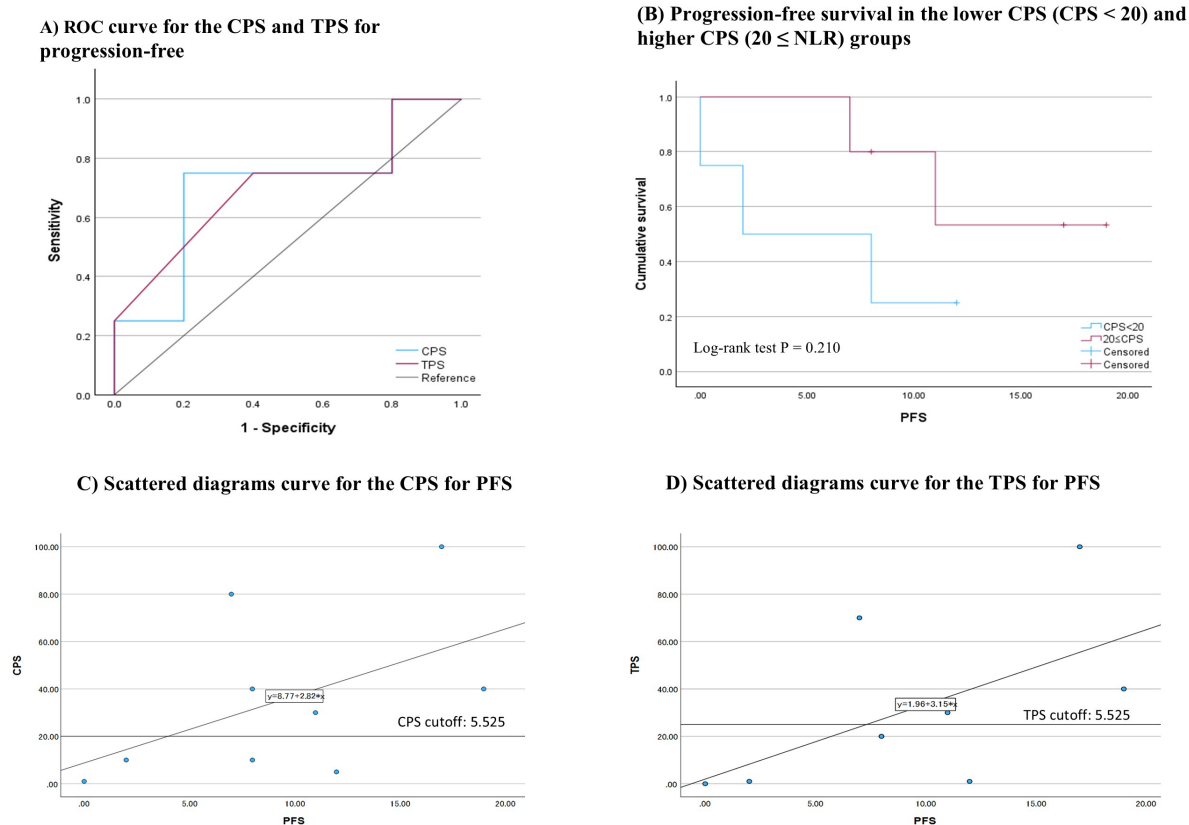 A) ROC curve for the CPS and TPS for
progression-free
1.0
0.8
0.6
0.4
0.2
0.0
Sensitivity
CPS
TPS
Reference
0.0 0.2 0.4 0.6 0.8 1.0
1 - Specificity
(B) Progression-free survival in the lower CPS (CPS < 20) and
higher CPS (20 ≤ NLR) groups
1.0
0.8
0.6
0.4
0.2
0.0
Cumulative survival
Log-rank test P = 0.210
CPS<20
20≤CPS
Censored
Censored
.00 5.00 10.00 15.00 20.00
PFS
C) Scattered diagrams curve for the CPS for PFS
100.00
80.00
60.00
40.00
20.00
.00
CPS
y=8.77+2.82*x
CPS cutoff: 5.525
.00 5.00 10.00 15.00 20.00
PFS
D) Scattered diagrams curve for the TPS for PFS
100.00
80.00
60.00
40.00
20.00
.00
TPS
y=1.96+3.15*x
TPS cutoff: 5.525
.00 5.00 10.00 15.00 20.00
PFS